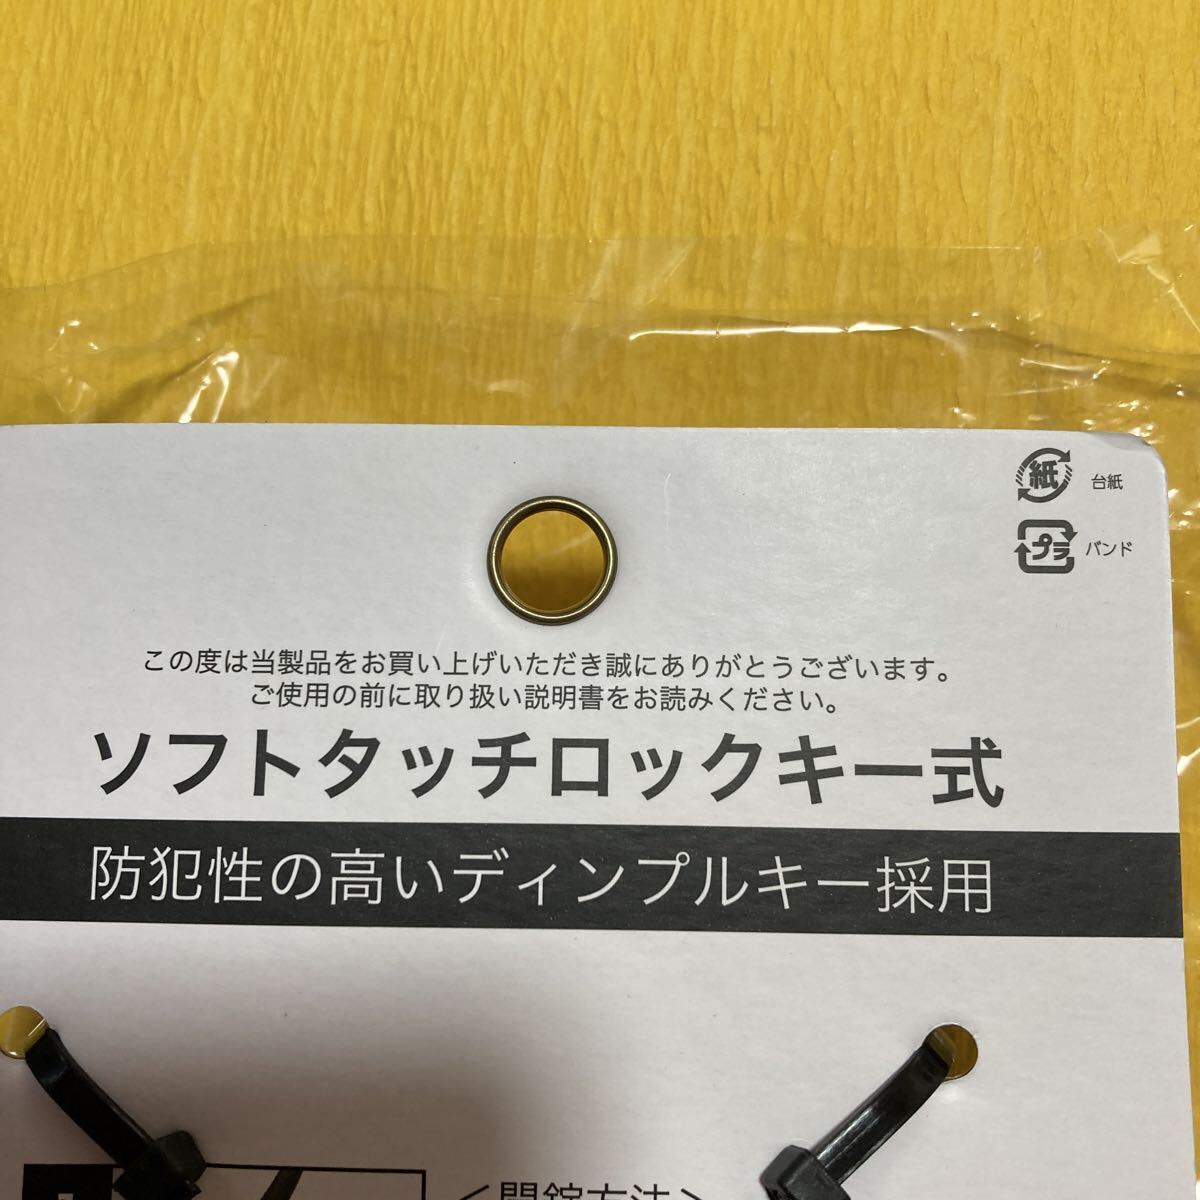 紙 台紙
プラ バンド
この度は当製品をお買い上げいただき誠にありがとうございます。
ご使用の前に取り扱い説明書をお読みください。
ソフトタッチロックキー式
防犯性の高いディンプルキー採用
<開錠方法>